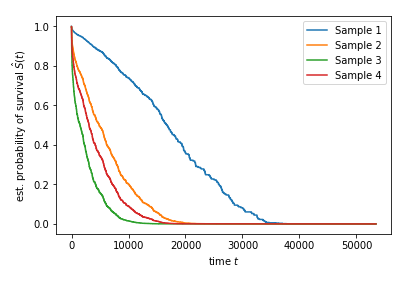 1.0
0.8
0.6
0.4
0.2
0.0
est. probability of survival Ŝ(t)
0
10000
20000
30000
40000
50000
time t
Sample 1
Sample 2
Sample 3
Sample 4